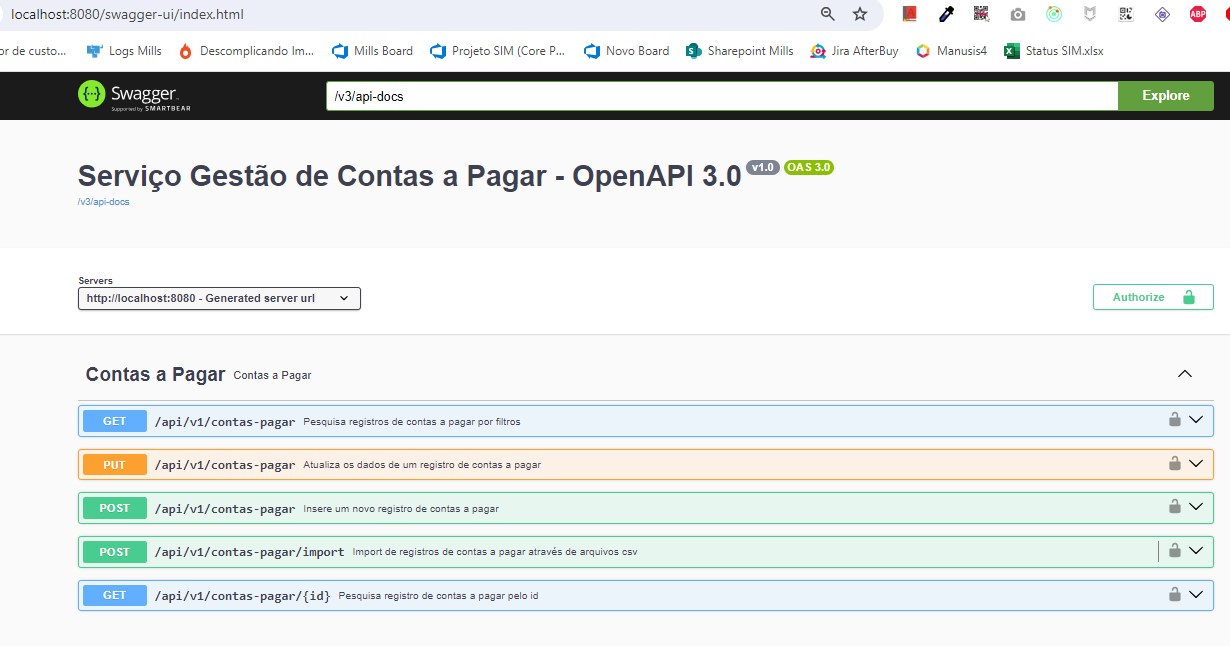 localhost:8080/swagger-ui/index.html
ABP
or de custo... Logs Mills Descomplicando Im... Mills Board Projeto SIM (Core P... Novo Board Sharepoint Mills Jira AfterBuy Manusis4 Status SIM.xlsx
Swagger
Supported by SMARTBEAR
/v3/api-docs
Explore
Serviço Gestão de Contas a Pagar - OpenAPI 3.0 v1.0 OAS 3.0
/v3/api-docs
Servers
http://localhost:8080 - Generated server url
Authorize
Contas a Pagar Contas a Pagar
GET /api/v1/contas-pagar Pesquisa registros de contas a pagar por filtros
PUT /api/v1/contas-pagar Atualiza os dados de um registro de contas a pagar
POST /api/v1/contas-pagar Insere um novo registro de contas a pagar
POST /api/v1/contas-pagar/import Import de registros de contas a pagar através de arquivos csv
GET /api/v1/contas-pagar/{id} Pesquisa registro de contas a pagar pelo id